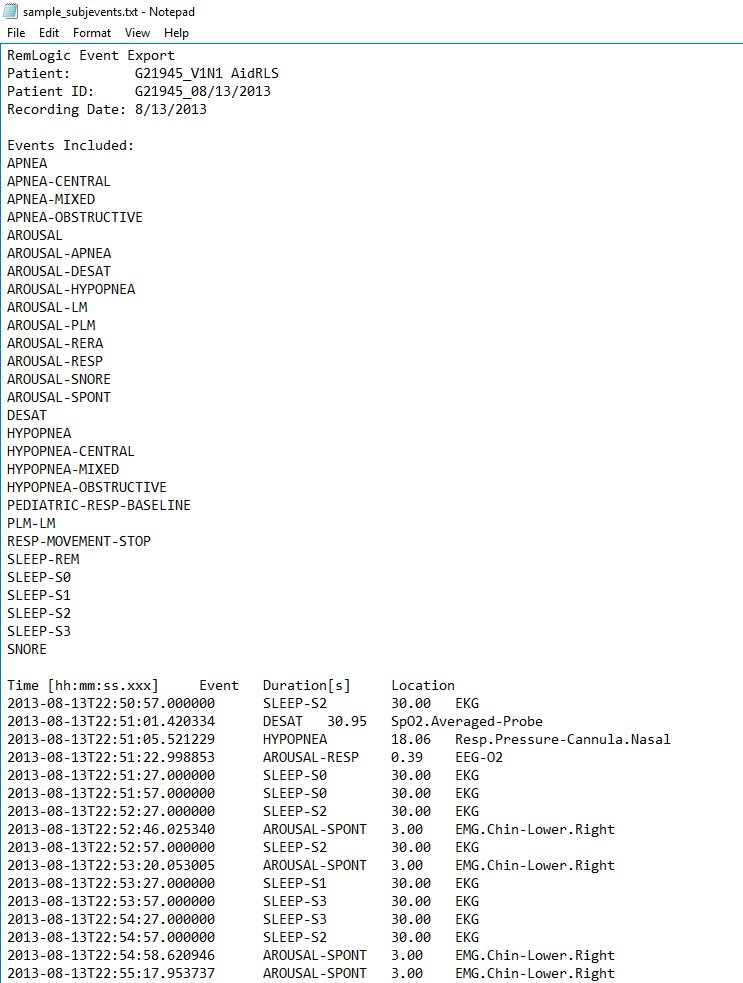 sample_subjevents.txt - Notepad
File Edit Format View Help
RemLogic Event Export
Patient: G21945_V1N1 AidRLS
Patient ID: G21945_08/13/2013
Recording Date: 8/13/2013
Events Included:
APNEA
APNEA-CENTRAL
APNEA-MIXED
APNEA-OBSTRUCTIVE
AROUSAL
AROUSAL-APNEA
AROUSAL-DESAT
AROUSAL-HYPOPNEA
AROUSAL-LM
AROUSAL-PLM
AROUSAL-RERA
AROUSAL-RESP
AROUSAL-SNORE
AROUSAL-SPONT
DESAT
HYPOPNEA
HYPOPNEA-CENTRAL
HYPOPNEA-MIXED
HYPOPNEA-OBSTRUCTIVE
PEDIATRIC-RESP-BASELINE
PLM-LM
RESP-MOVEMENT-STOP
SLEEP-REM
SLEEP-S0
SLEEP-S1
SLEEP-S2
SLEEP-S3
SNORE
Time [hh:mm:ss.xxx] Event Duration[s] Location
2013-08-13T22:50:57.000000 SLEEP-S2 30.00 EKG
2013-08-13T22:51:01.420334 DESAT 30.95 SpO2.Averaged-Probe
2013-08-13T22:51:05.521229 HYPOPNEA 18.06 Resp.Pressure-Cannula.Nasal
2013-08-13T22:51:22.998853 AROUSAL-RESP 0.39 EEG-O2
2013-08-13T22:51:27.000000 SLEEP-S0 30.00 EKG
2013-08-13T22:51:57.000000 SLEEP-S0 30.00 EKG
2013-08-13T22:52:27.000000 SLEEP-S2 30.00 EKG
2013-08-13T22:52:46.025340 AROUSAL-SPONT 3.00 EMG.Chin-Lower.Right
2013-08-13T22:52:57.000000 SLEEP-S2 30.00 EKG
2013-08-13T22:53:20.053005 AROUSAL-SPONT 3.00 EMG.Chin-Lower.Right
2013-08-13T22:53:27.000000 SLEEP-S1 30.00 EKG
2013-08-13T22:53:57.000000 SLEEP-S3 30.00 EKG
2013-08-13T22:54:27.000000 SLEEP-S3 30.00 EKG
2013-08-13T22:54:57.000000 SLEEP-S2 30.00 EKG
2013-08-13T22:54:58.620946 AROUSAL-SPONT 3.00 EMG.Chin-Lower.Right
2013-08-13T22:55:17.953737 AROUSAL-SPONT 3.00 EMG.Chin-Lower.Right